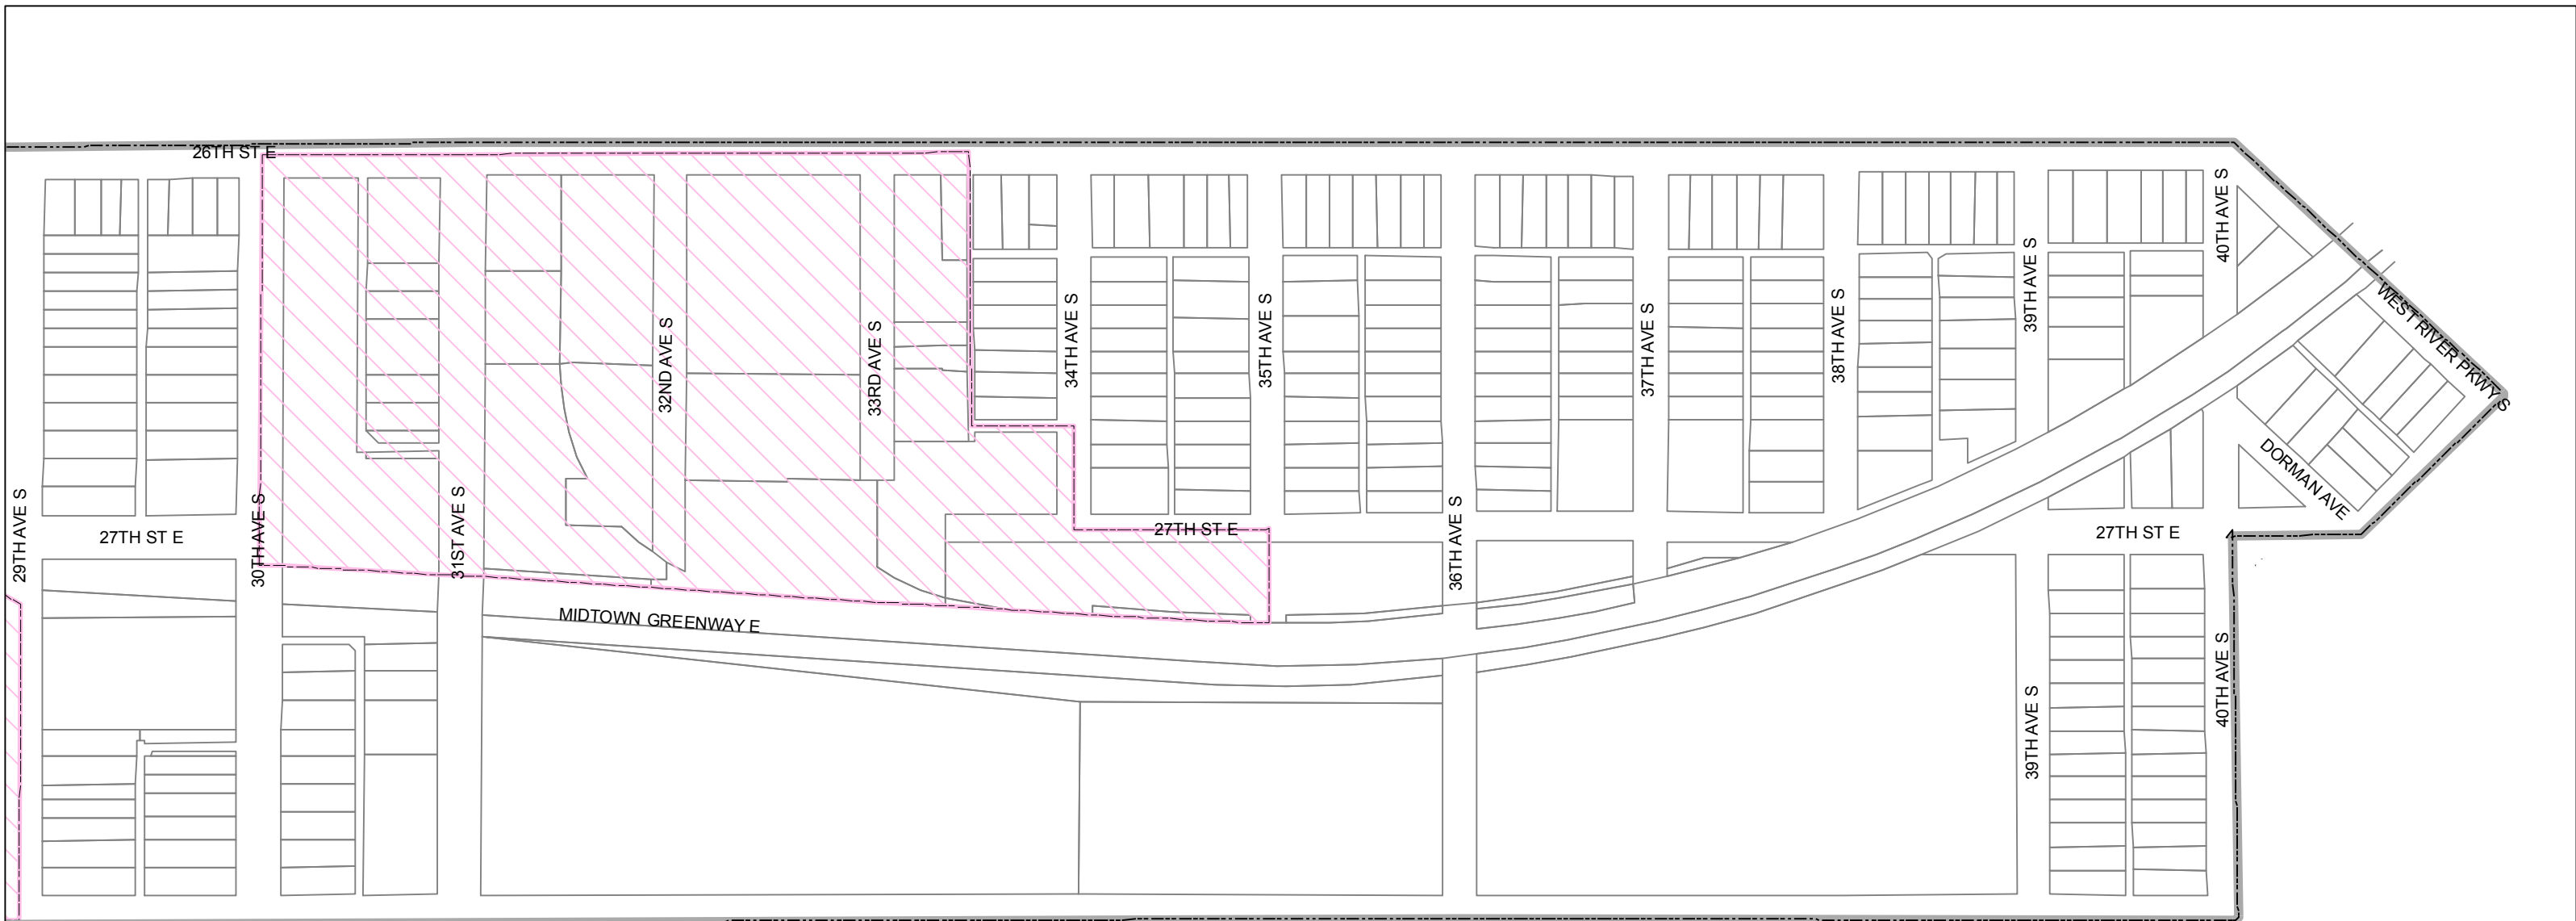 26TH ST E
40TH AVE S
39TH AVE S
38TH AVE S
34TH AVE S
35TH AVE S
37TH AVE S
32ND AVE S
33RD AVE S
WEST RIVER PKWY S
DORMAN AVE
29TH AVE S
30TH AVE S
31ST AVE S
36TH AVE S
27TH ST E
27TH ST E
27TH ST E
MIDTOWN GREENWAY E
40TH AVE S
39TH AVE S